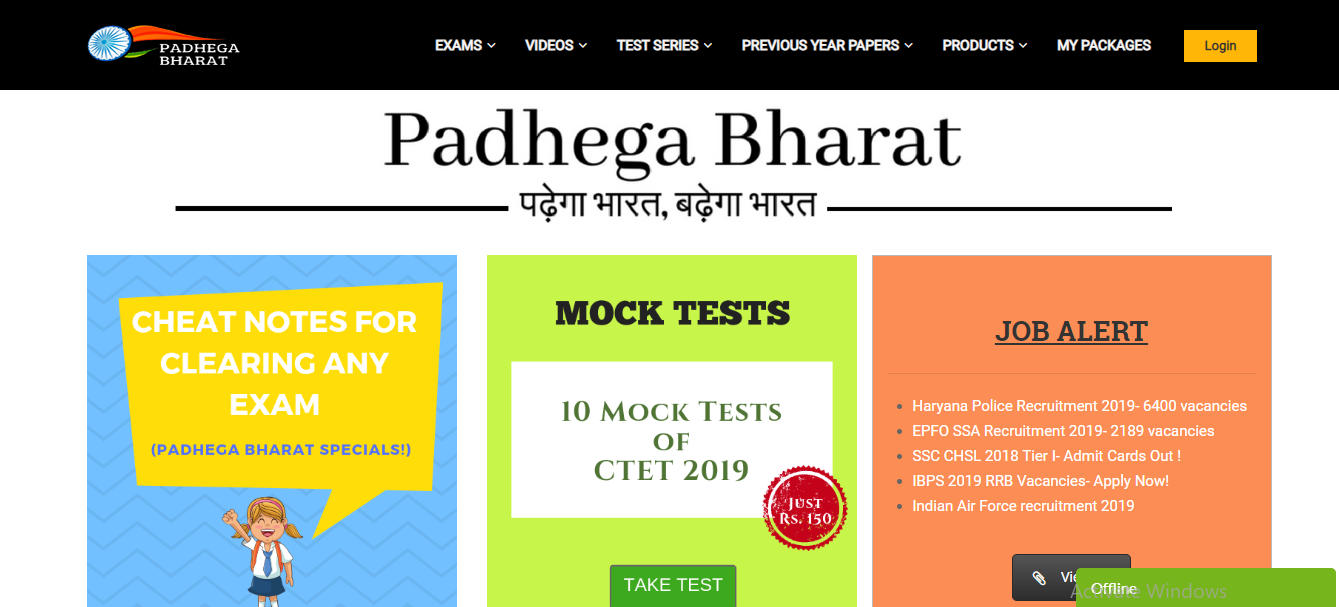 PADHEGA
BHARAT
EXAMS
VIDEOS
TEST SERIES
PREVIOUS YEAR PAPERS
PRODUCTS
MY PACKAGES
Login
Padhega Bharat
पढ़ेगा भारत, बढ़ेगा भारत
CHEAT NOTES FOR
CLEARING ANY
EXAM
(PADHEGA BHARAT SPECIALS!)
MOCK TESTS
10 MOCK TESTS
OF
CTET 2019
JUST
RS. 150
TAKE TEST
JOB ALERT
Haryana Police Recruitment 2019- 6400 vacancies
EPFO SSA Recruitment 2019- 2189 vacancies
SSC CHSL 2018 Tier I- Admit Cards Out !
IBPS 2019 RRB Vacancies- Apply Now!
Indian Air Force recruitment 2019
Offline
Activate Windows